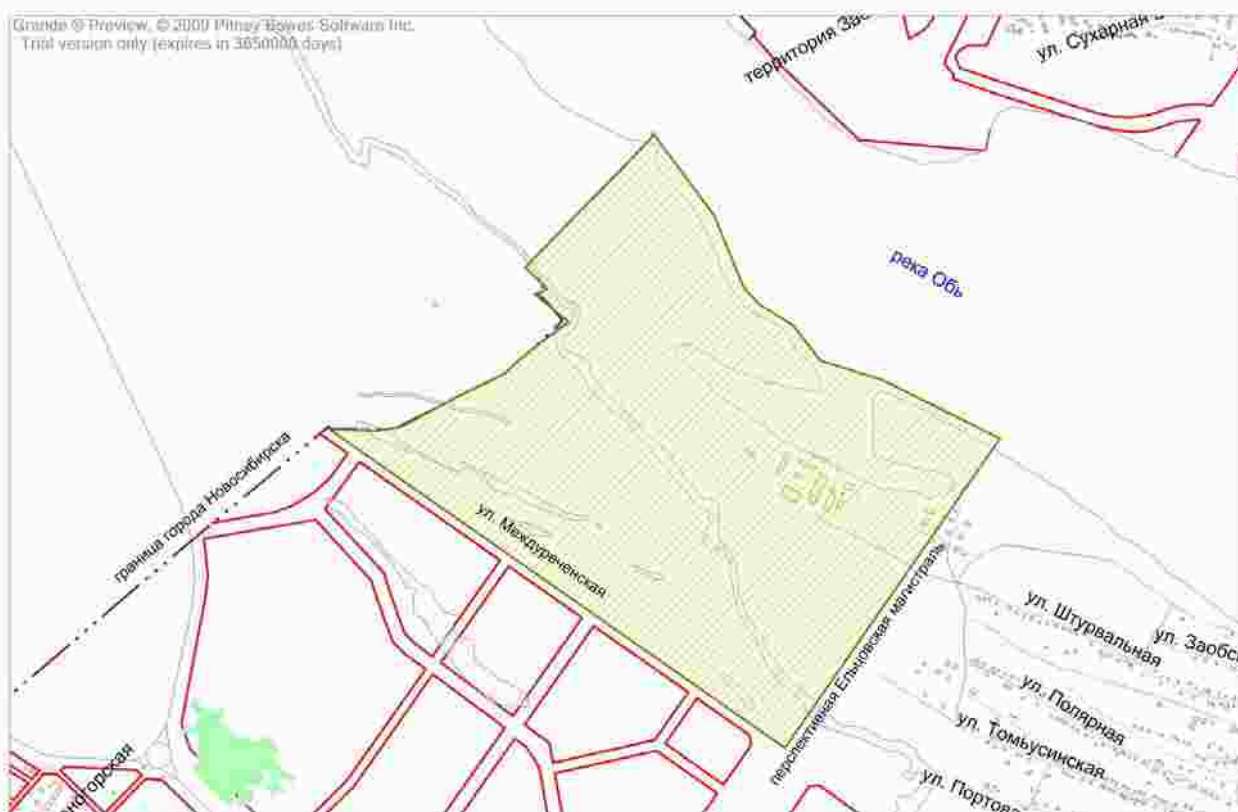 Grande ® Preview, © 2009 Pitney Bowes Software Inc.
Trial version only (expires in 3650000 days)
территория
ул. Сухарная
река Обь
граница города Новосибирска
ул. Междуреченская
перспективная Ельцовская магистраль
ул. Штурвальная
ул.
ул. Полярная
ул. Томьусинская
ул.